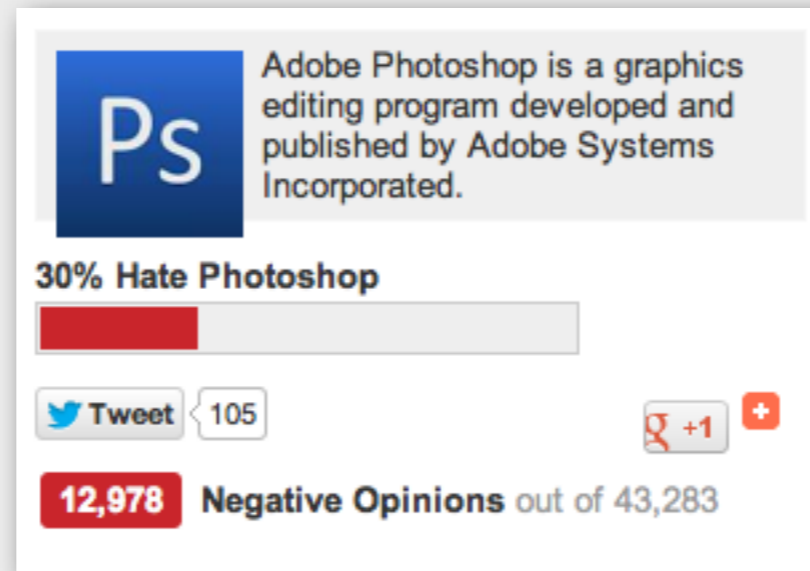 Ps
Adobe Photoshop is a graphics
editing program developed and
published by Adobe Systems
Incorporated.
30% Hate Photoshop
Tweet 105
g +1 +
12,978 Negative Opinions out of 43,283